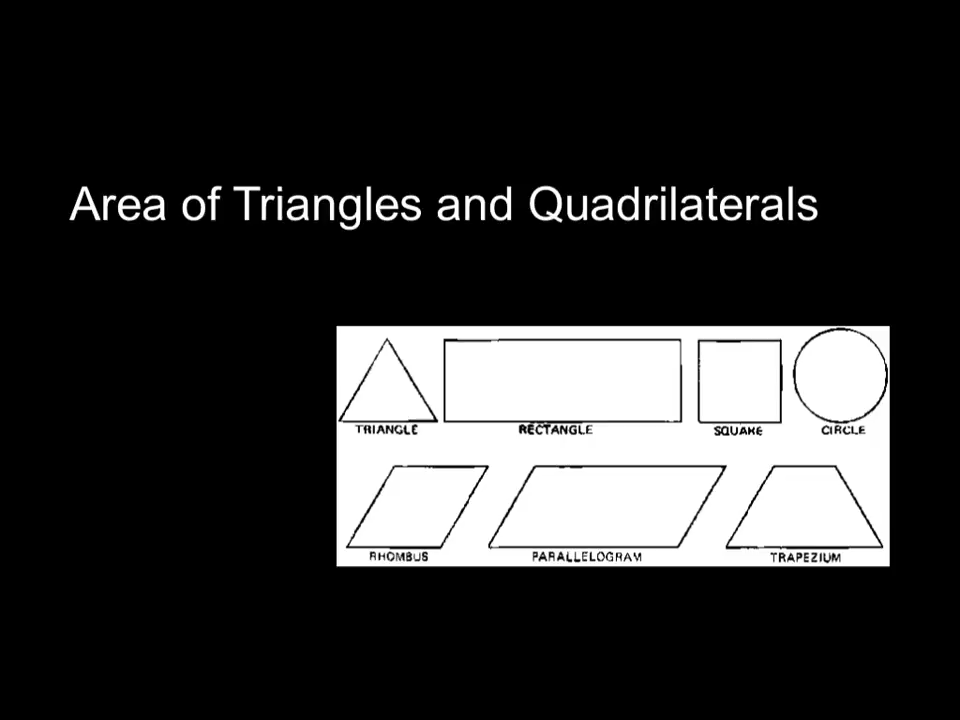 Area of Triangles and Quadrilaterals
TRIANGLE RECTANGLE SQUARE CIRCLE
RHOMBUS PARALLELOGRAM TRAPEZIUM